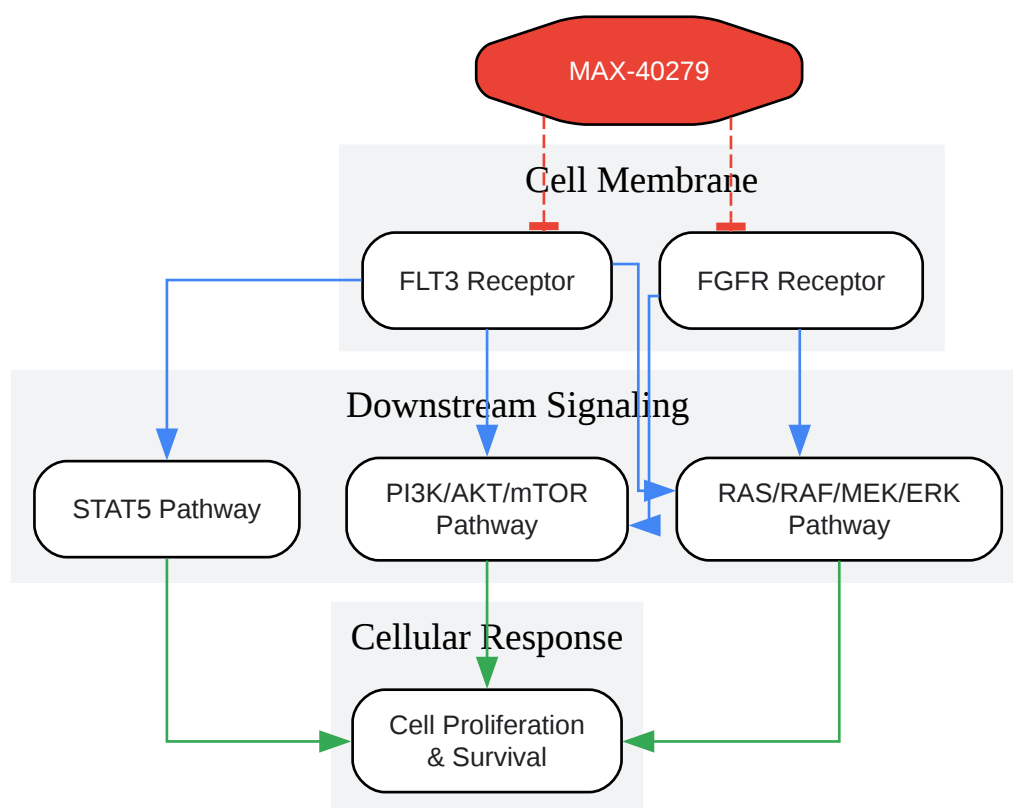 MAX-40279
Cell Membrane
FLT3 Receptor
FGFR Receptor
Downstream Signaling
STAT5 Pathway
PI3K/AKT/mTOR
Pathway
RAS/RAF/MEK/ERK
Pathway
Cellular Response
Cell Proliferation
& Survival